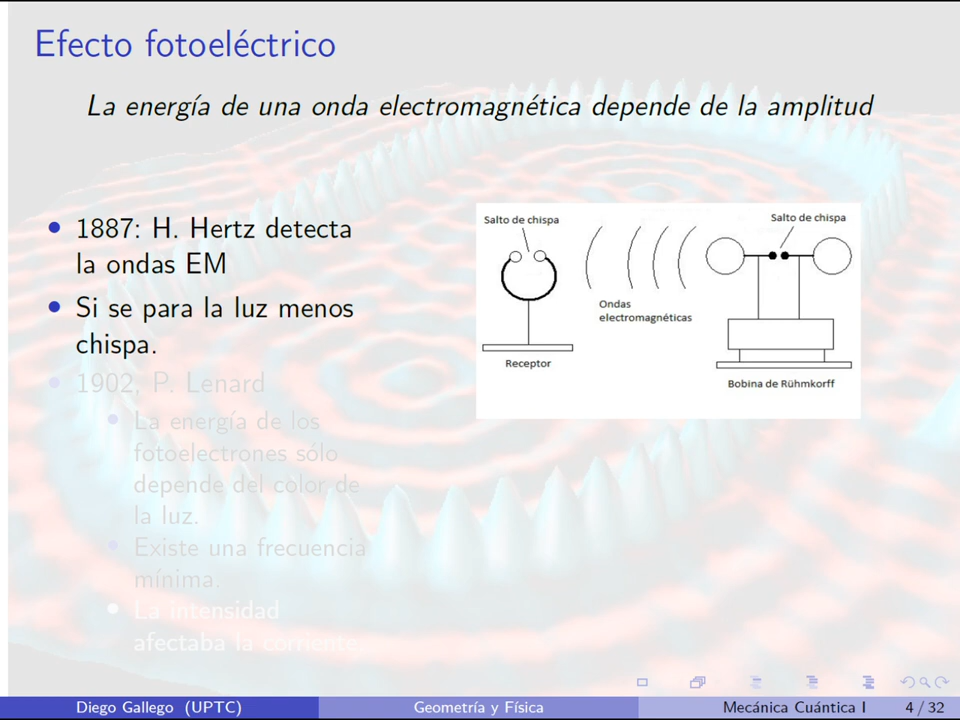 Efecto fotoeléctrico
La energía de una onda electromagnética depende de la amplitud
• 1887: H. Hertz detecta
la ondas EM
• Si se para la luz menos
chispa.
• 1902, P. Lenard
• La energía de los
fotoelectrones sólo
depende del color de
la luz.
• Existe una frecuencia
mínima.
• La intensidad
afectaba la corriente.
Salto de chispa
Salto de chispa
Ondas
electromagnéticas
Receptor
Bobina de Rühmkorff
Diego Gallego (UPTC) Geometría y Física Mecánica Cuántica I 4 / 32